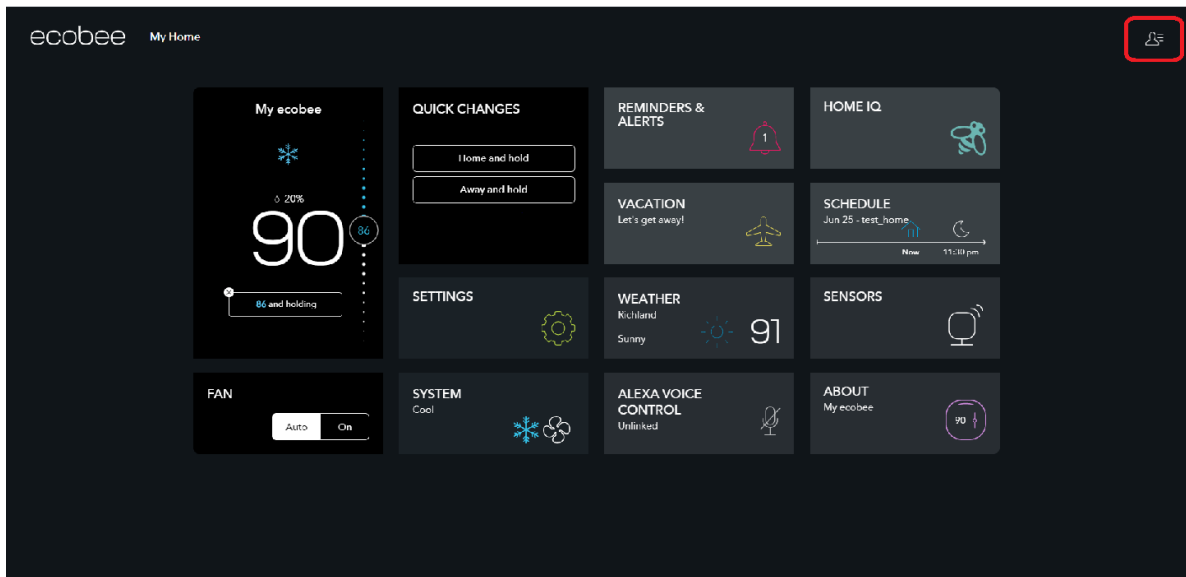 ecobee
My Home
My ecobee
20%
90
86
86 and holding
FAN
Auto
On
QUICK CHANGES
Home and hold
Away and hold
SETTINGS
SYSTEM
Cool
REMINDERS &
ALERTS
1
VACATION
Let's get away!
WEATHER
Richland
Sunny
91
ALEXA VOICE
CONTROL
Unlinked
HOME IQ
SCHEDULE
Jun 25 - test_home
Now
11:30 pm
SENSORS
ABOUT
My ecobee
90